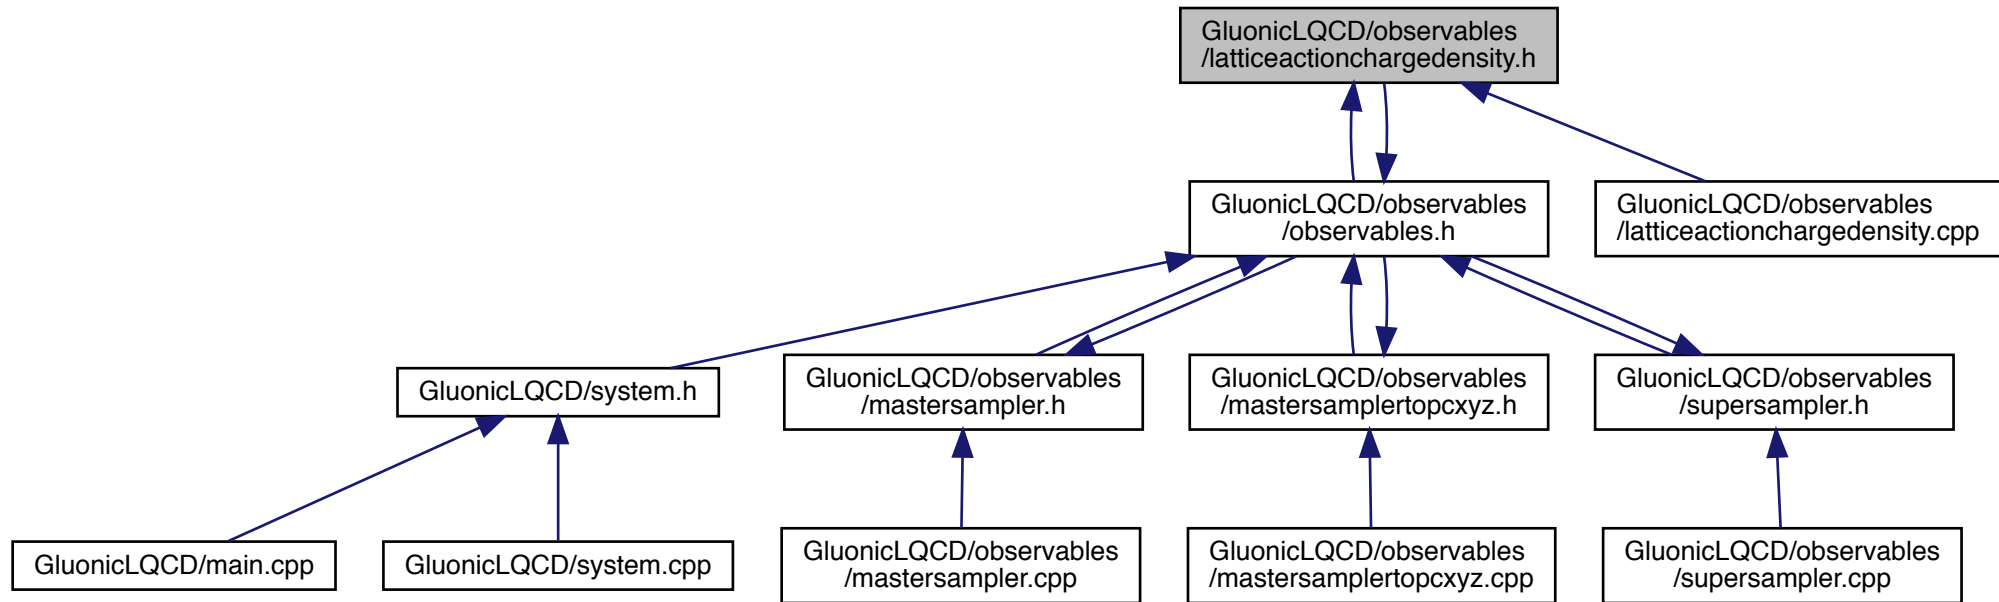 GluonicLQCD/observables
/latticeactionchargedensity.h
GluonicLQCD/observables
/observables.h
GluonicLQCD/observables
/latticeactionchargedensity.cpp
GluonicLQCD/system.h
GluonicLQCD/observables
/mastersampler.h
GluonicLQCD/observables
/mastersamplertopcxyz.h
GluonicLQCD/observables
/supersampler.h
GluonicLQCD/main.cpp
GluonicLQCD/system.cpp
GluonicLQCD/observables
/mastersampler.cpp
GluonicLQCD/observables
/mastersamplertopcxyz.cpp
GluonicLQCD/observables
/supersampler.cpp